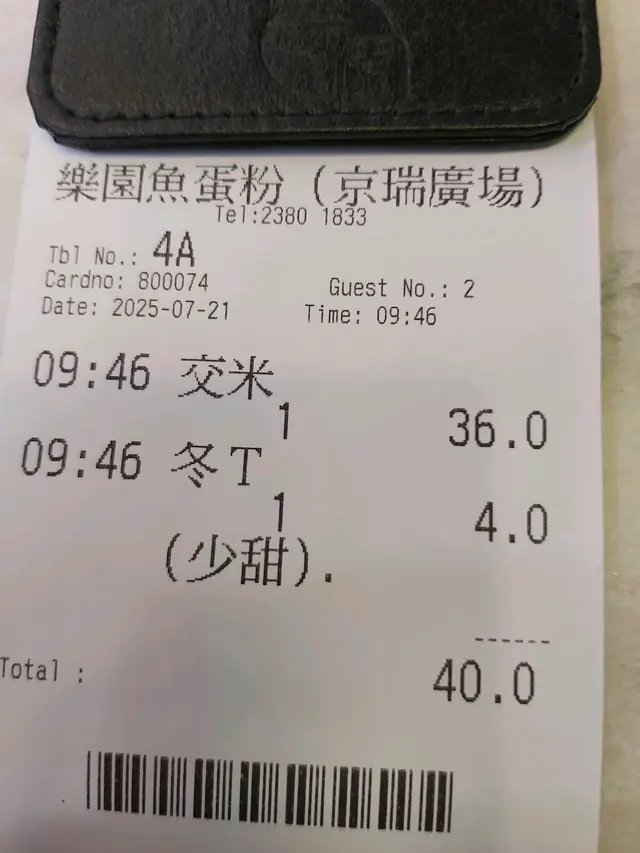 樂園魚蛋粉（京瑞廣場）
Tel:2380 1833
Tbl No.: 4A
Cardno: 800074 Guest No.: 2
Date: 2025-07-21 Time: 09:46
09:46 交米
1 36.0
09:46 冬T
1 4.0
(少甜).
------
Total : 40.0